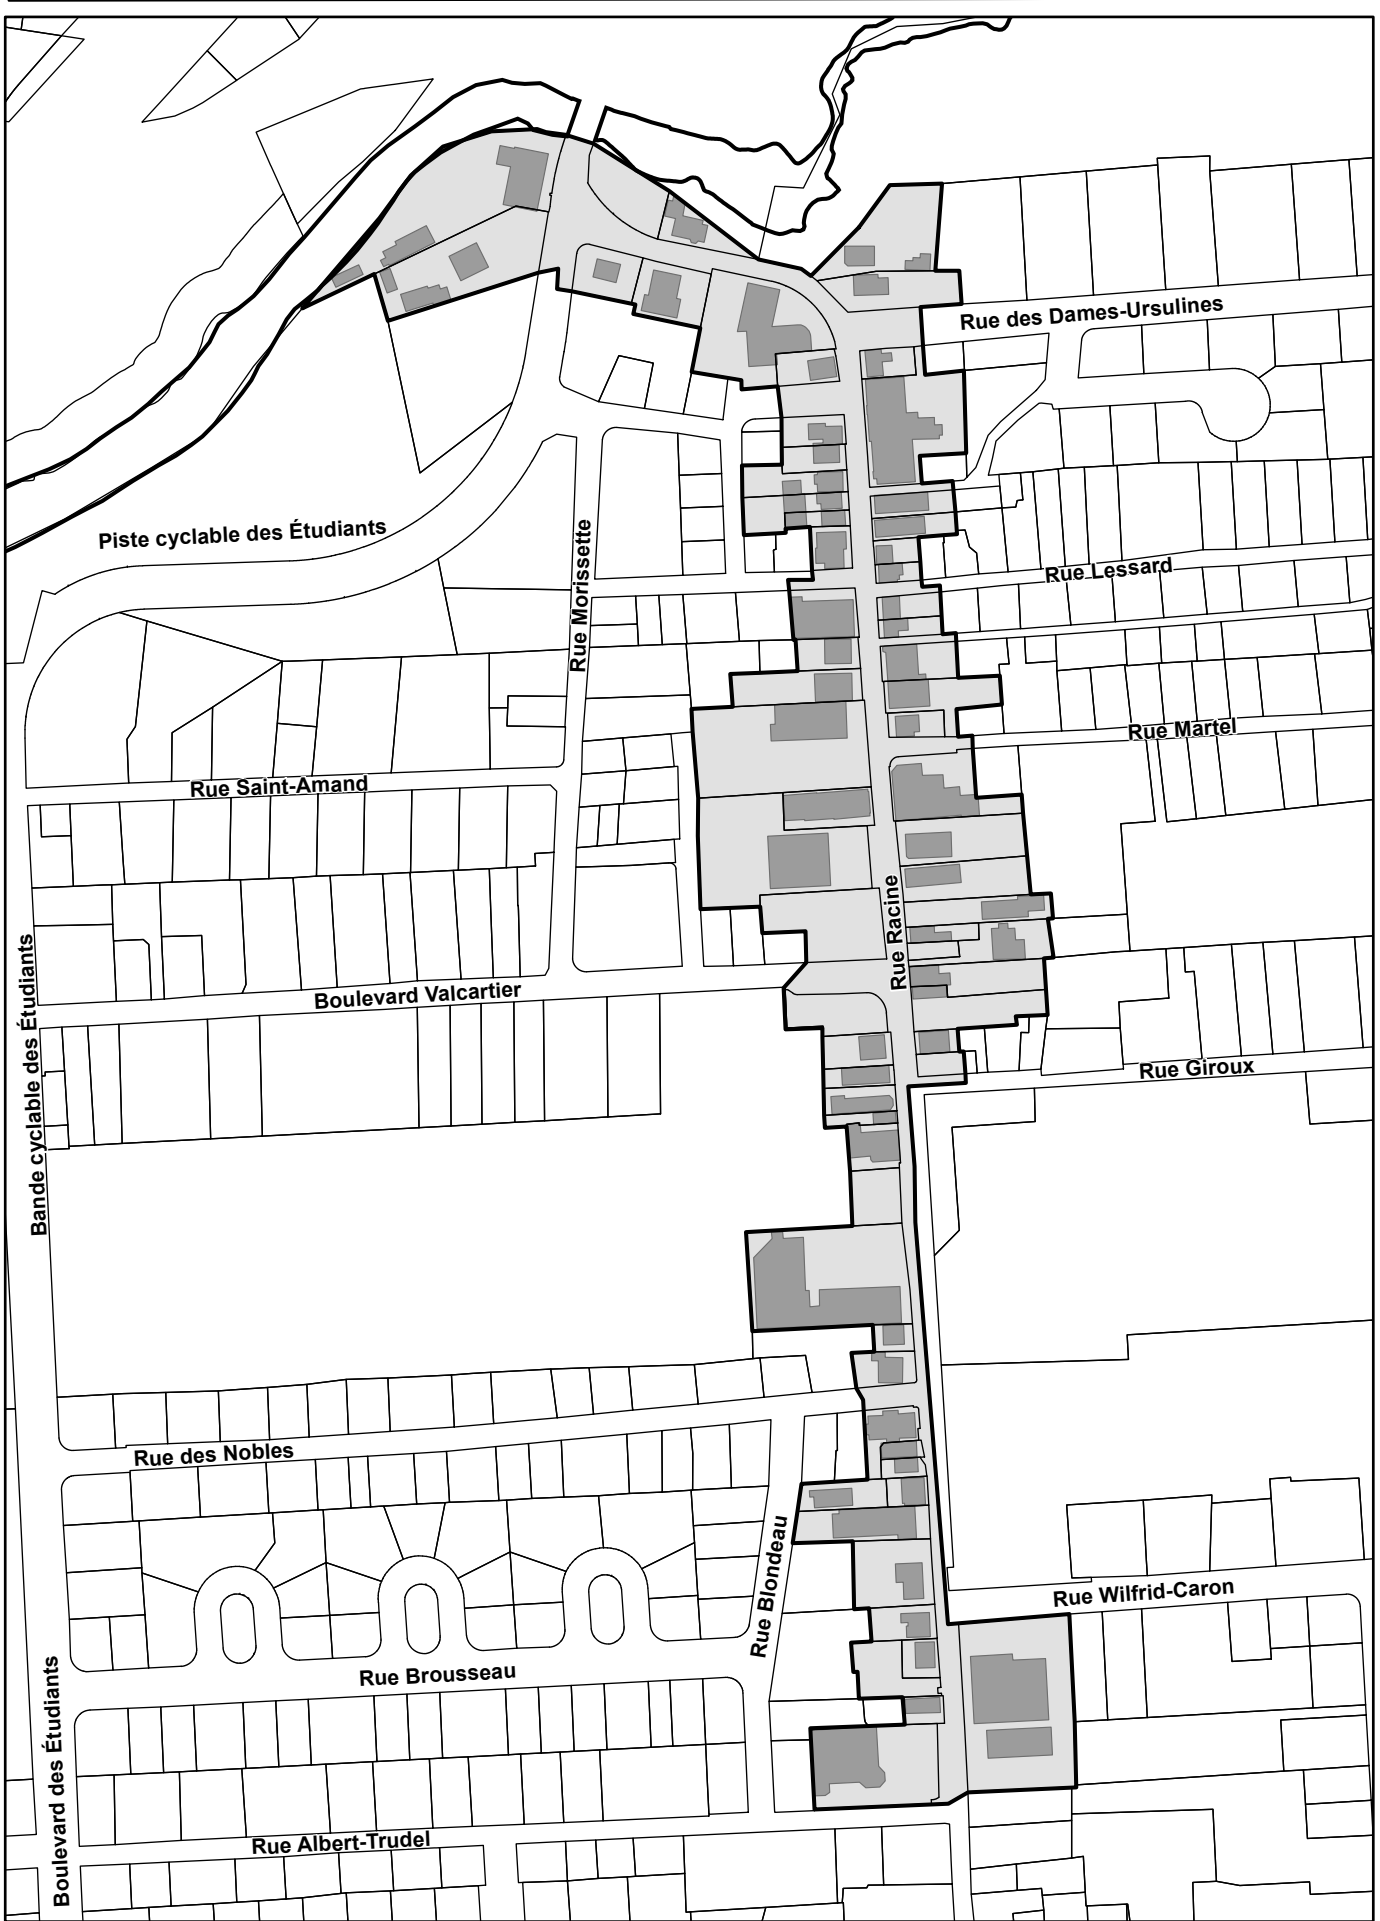 Rue des Dames-Ursulines
Piste cyclable des Étudiants
Rue Morissette
Rue Lessard
Rue Martel
Rue Saint-Amand
Rue Racine
Bande cyclable des Étudiants
Boulevard Valcartier
Rue Giroux
Rue des Nobles
Rue Blondeau
Rue Wilfrid-Caron
Rue Brousseau
Boulevard des Étudiants
Rue Albert-Trudel